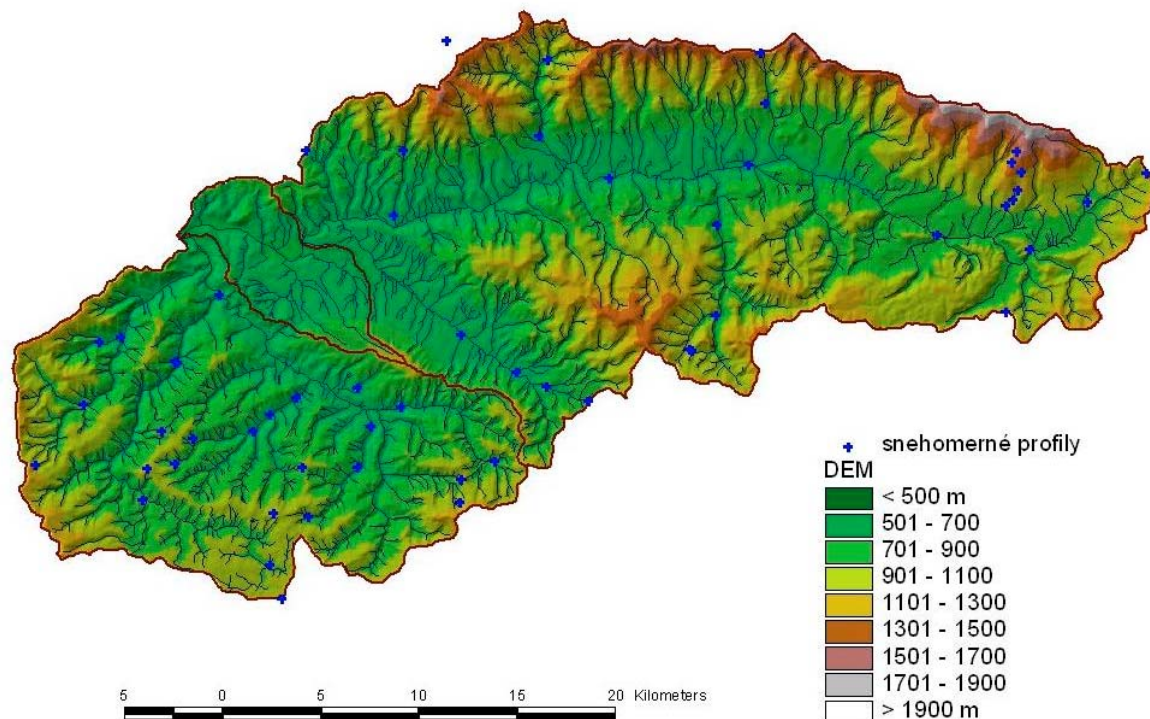 snehomerné profily
DEM
< 500 m
501 - 700
701 - 900
901 - 1100
1101 - 1300
1301 - 1500
1501 - 1700
1701 - 1900
> 1900 m
5 0 5 10 15 20 Kilometers